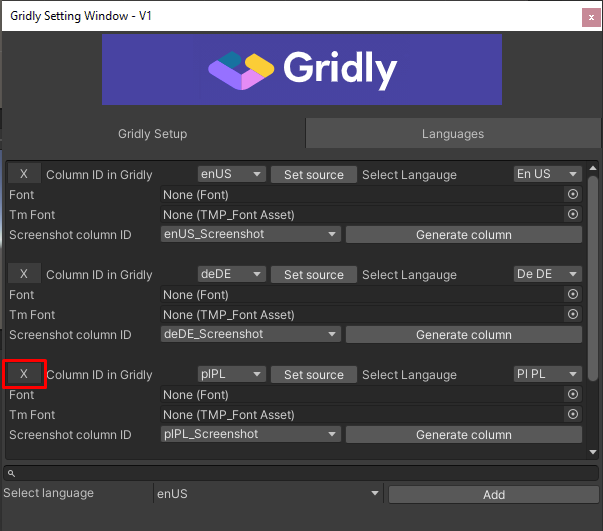 Gridly Setting Window - V1
x
Gridly
Gridly Setup
Languages
X Column ID in Gridly enUS Set source Select Langauge En US
Font None (Font)
Tm Font None (TMP_Font Asset)
Screenshot column ID enUS_Screenshot Generate column
X Column ID in Gridly deDE Set source Select Langauge De DE
Font None (Font)
Tm Font None (TMP_Font Asset)
Screenshot column ID deDE_Screenshot Generate column
X Column ID in Gridly plPL Set source Select Langauge Pl PL
Font None (Font)
Tm Font None (TMP_Font Asset)
Screenshot column ID plPL_Screenshot Generate column
Select language enUS Add